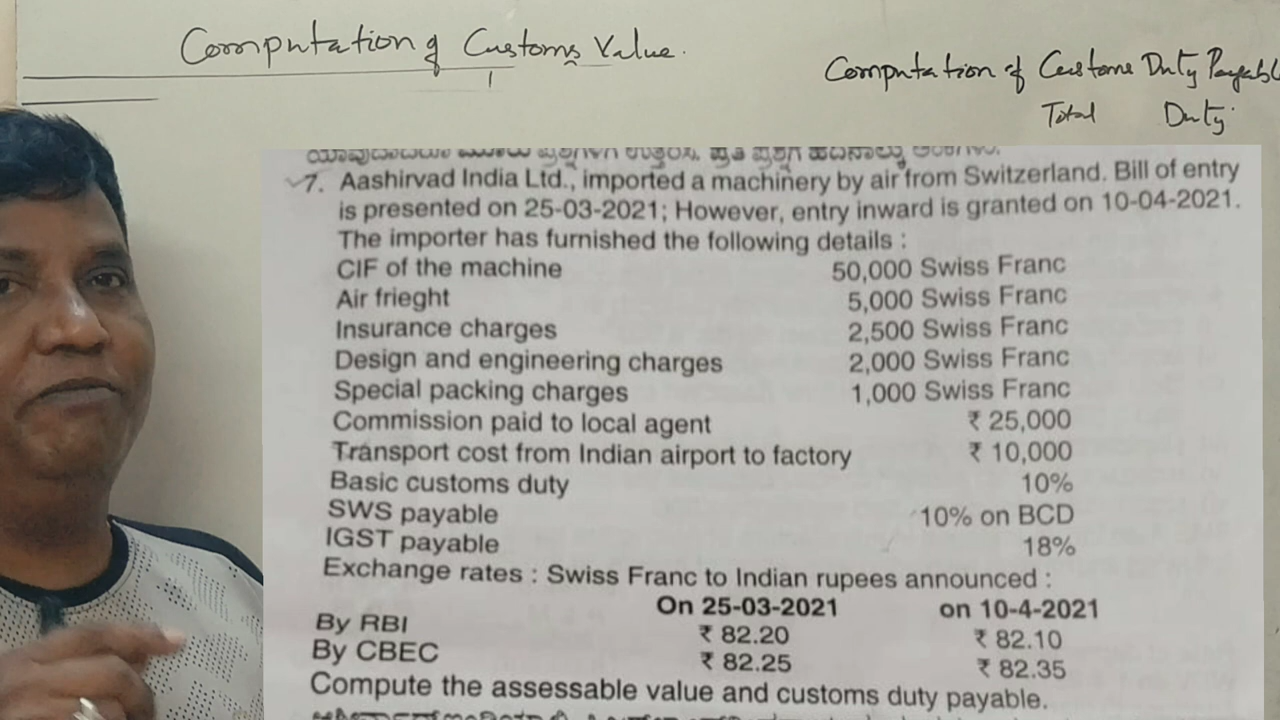 Computation of Customs Value.
Computation of Customs Duty
Total Duty
7. Aashirvad India Ltd., imported a machinery by air from Switzerland. Bill of entry
is presented on 25-03-2021; However, entry inward is granted on 10-04-2021.
The importer has furnished the following details :
CIF of the machine 50,000 Swiss Franc
Air frieght 5,000 Swiss Franc
Insurance charges 2,500 Swiss Franc
Design and engineering charges 2,000 Swiss Franc
Special packing charges 1,000 Swiss Franc
Commission paid to local agent ₹ 25,000
Transport cost from Indian airport to factory ₹ 10,000
Basic customs duty 10%
SWS payable 10% on BCD
IGST payable 18%
Exchange rates : Swiss Franc to Indian rupees announced :
On 25-03-2021 on 10-4-2021
By RBI ₹ 82.20 ₹ 82.10
By CBEC ₹ 82.25 ₹ 82.35
Compute the assessable value and customs duty payable.